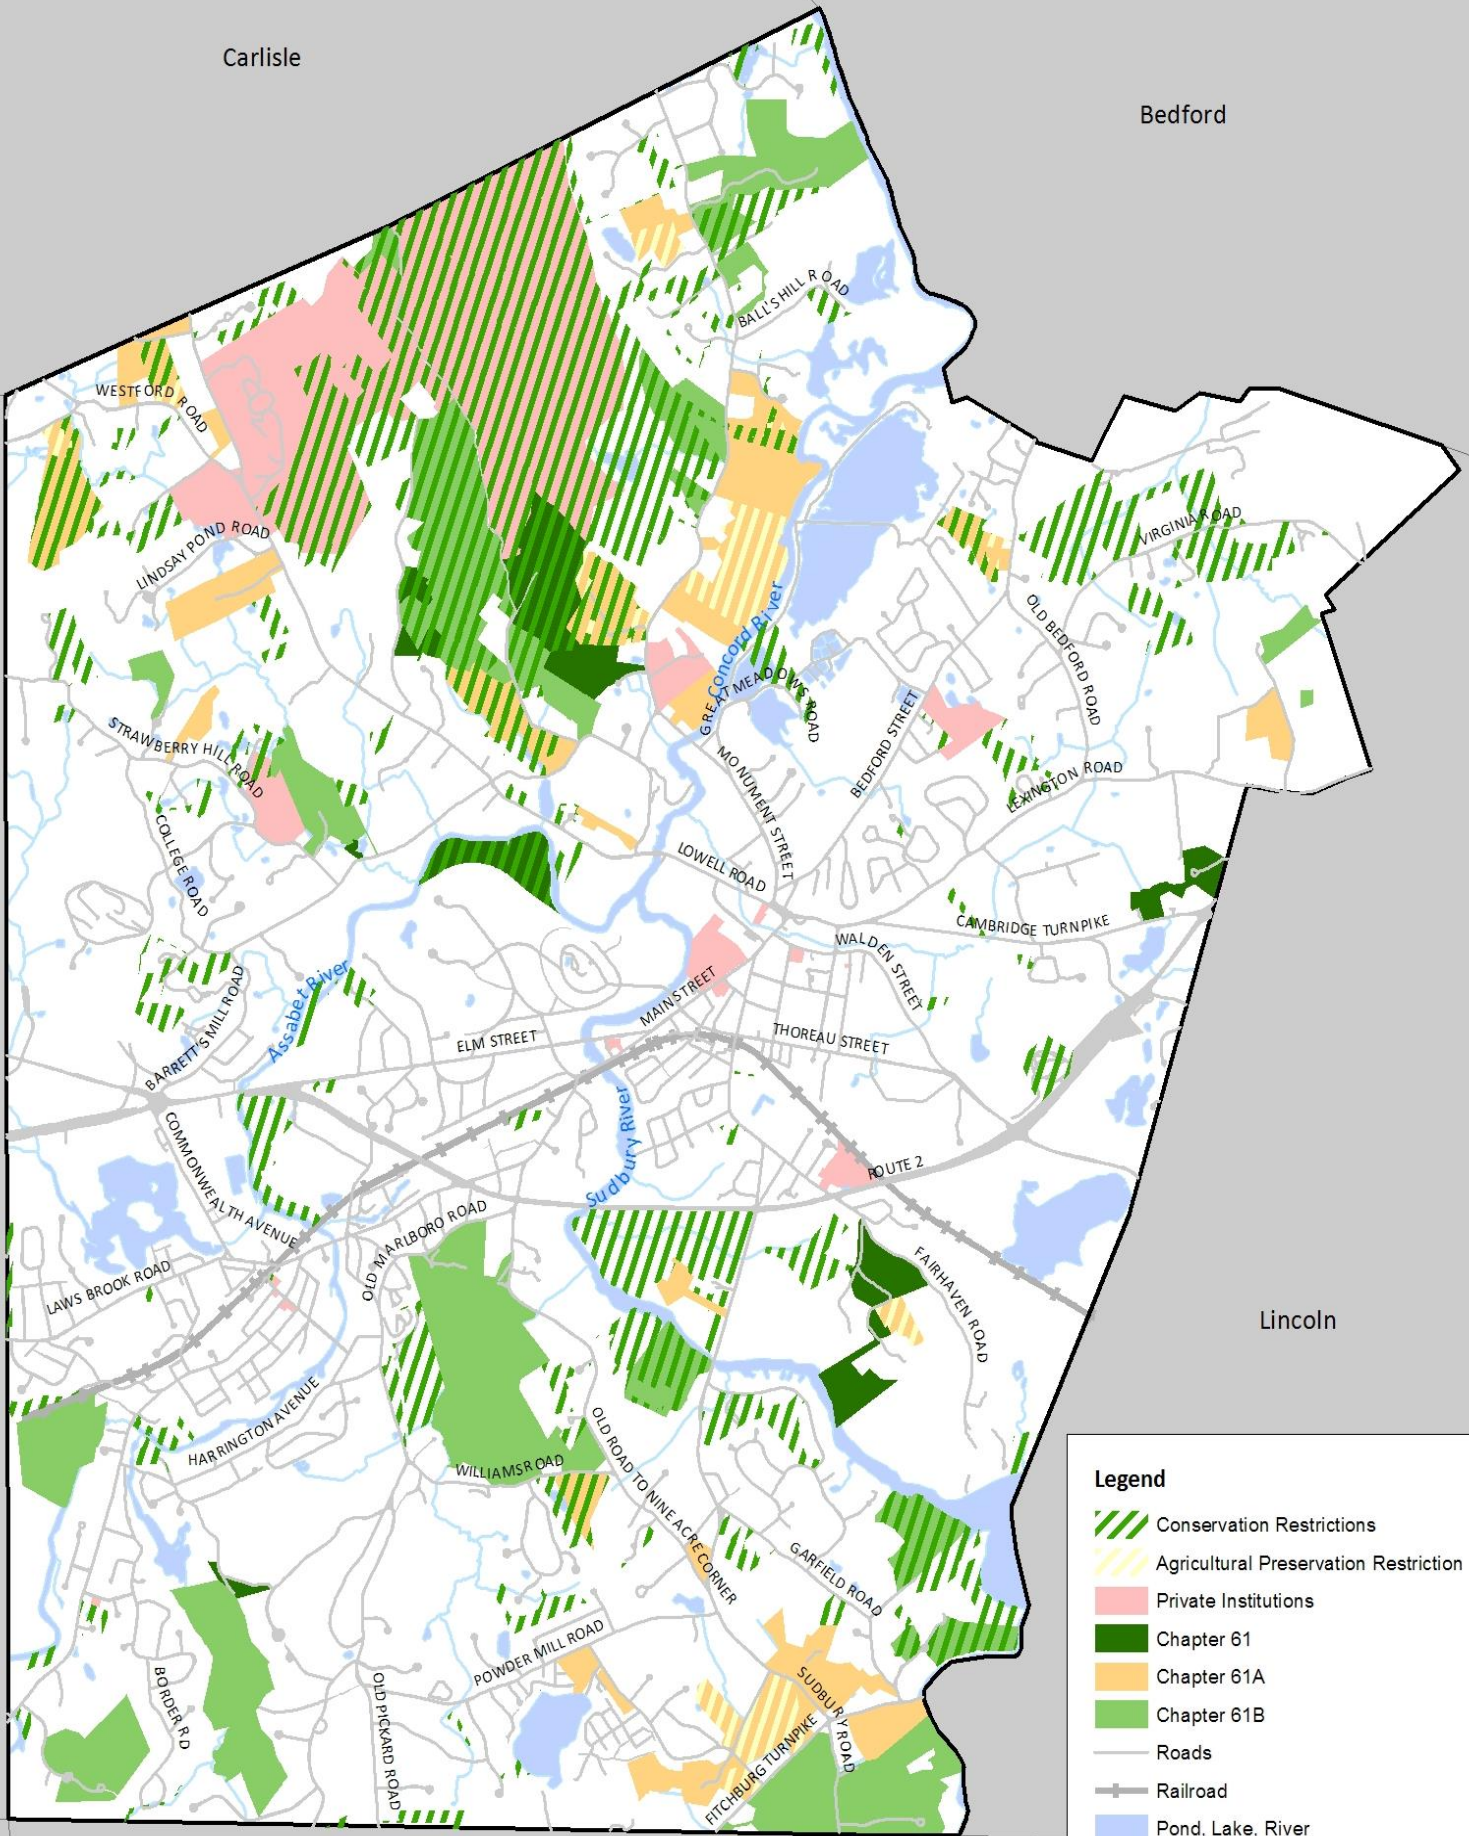 Carlisle
Bedford
BALL'S HILL ROAD
WESTFORD ROAD
VIRGINIA ROAD
LINDSAY POND ROAD
OLD BEDFORD ROAD
Concord River
GREAT MEADOWS ROAD
BEDFORD STREET
STRAWBERRY HILL ROAD
MONUMENT STREET
LEXINGTON ROAD
COLLEGE ROAD
LOWELL ROAD
CAMBRIDGE TURNPIKE
WALDEN STREET
BARRETT'S MILL ROAD
Assabet River
MAIN STREET
ELM STREET
THOREAU STREET
Sudbury River
COMMONWEALTH AVENUE
ROUTE 2
OLD MARLBORO ROAD
LAWS BROOK ROAD
FAIRHAVEN ROAD
Lincoln
HARRINGTON AVENUE
WILLIAMS ROAD
OLD ROAD TO NINE ACRE CORNER
GARFIELD ROAD
POWDER MILL ROAD
BORDER RD
OLD PICKARD ROAD
SUDBURY ROAD
FITCHBURG TURNPIKE
Legend
Conservation Restrictions
Agricultural Preservation Restriction
Private Institutions
Chapter 61
Chapter 61A
Chapter 61B
Roads
Railroad
Pond, Lake, River